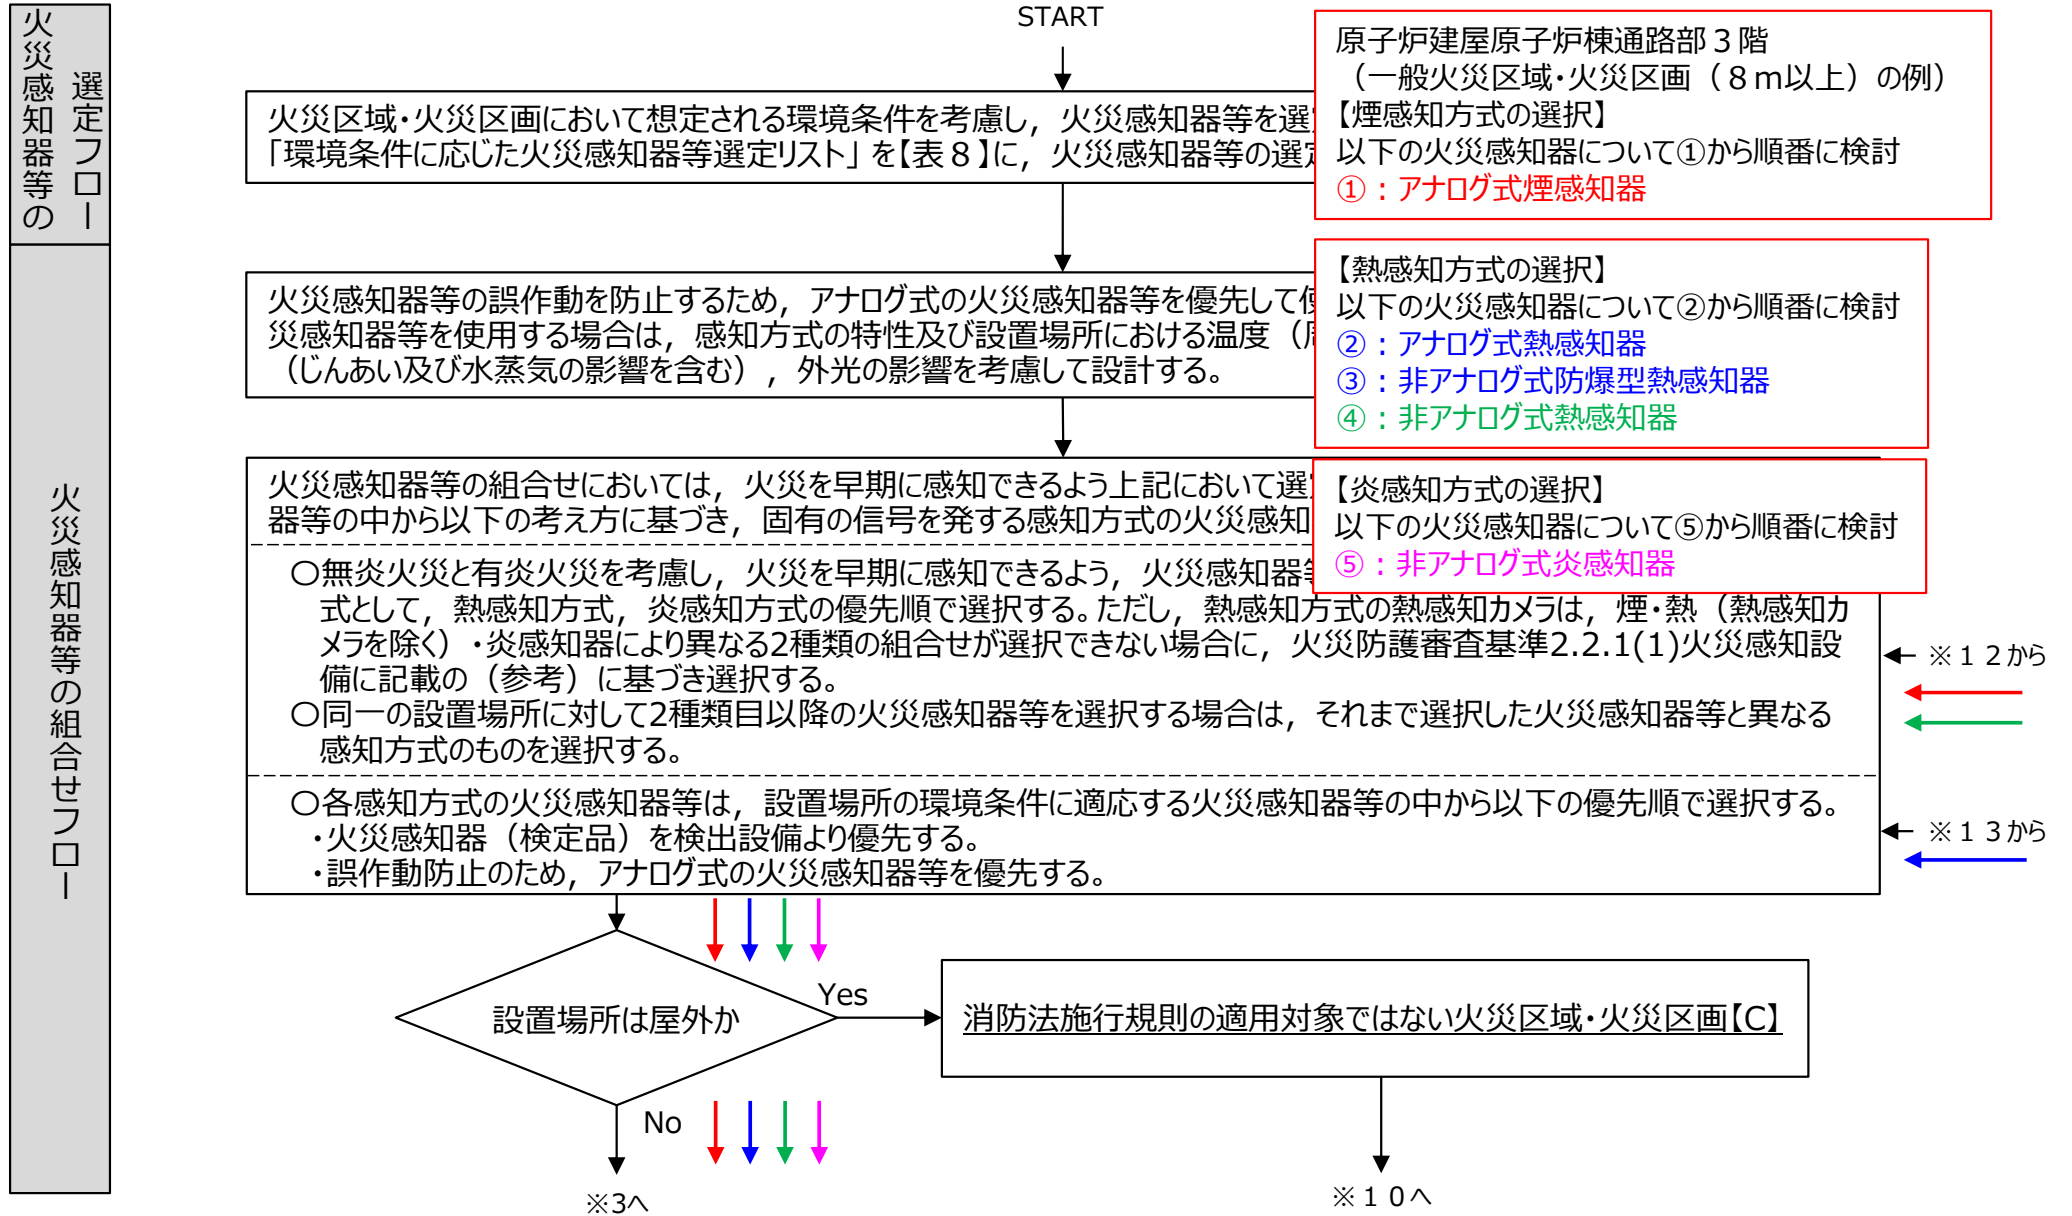 火災感知器等の
選定フロー
火災感知器等の組合せフロー
START
火災区域・火災区画において想定される環境条件を考慮し，火災感知器等を選
「環境条件に応じた火災感知器等選定リスト」を【表８】に，火災感知器等の選
原子炉建屋原子炉棟通路部３階
（一般火災区域・火災区画（８ｍ以上）の例）
【煙感知方式の選択】
以下の火災感知器について①から順番に検討
①：アナログ式煙感知器
火災感知器等の誤作動を防止するため，アナログ式の火災感知器等を優先して
災感知器等を使用する場合は，感知方式の特性及び設置場所における温度（
（じんあい及び水蒸気の影響を含む），外光の影響を考慮して設計する。
【熱感知方式の選択】
以下の火災感知器について②から順番に検討
②：アナログ式熱感知器
③：非アナログ式防爆型熱感知器
④：非アナログ式熱感知器
火災感知器等の組合せにおいては，火災を早期に感知できるよう上記において選
器等の中から以下の考え方に基づき，固有の信号を発する感知方式の火災感知
【炎感知方式の選択】
以下の火災感知器について⑤から順番に検討
⑤：非アナログ式炎感知器
〇無炎火災と有炎火災を考慮し，火災を早期に感知できるよう，火災感知器
式として，熱感知方式，炎感知方式の優先順で選択する。ただし，熱感知方式の熱感知カメラは，煙・熱（熱感知カ
メラを除く）・炎感知器により異なる2種類の組合せが選択できない場合に，火災防護審査基準2.2.1(1)火災感知設
備に記載の（参考）に基づき選択する。
〇同一の設置場所に対して2種類目以降の火災感知器等を選択する場合は，それまで選択した火災感知器等と異なる
感知方式のものを選択する。
※１２から
〇各感知方式の火災感知器等は，設置場所の環境条件に適応する火災感知器等の中から以下の優先順で選択する。
・火災感知器（検定品）を検出設備より優先する。
・誤作動防止のため，アナログ式の火災感知器等を優先する。
※１３から
設置場所は屋外か
Yes
消防法施行規則の適用対象ではない火災区域・火災区画【C】
No
※3へ
※１０へ